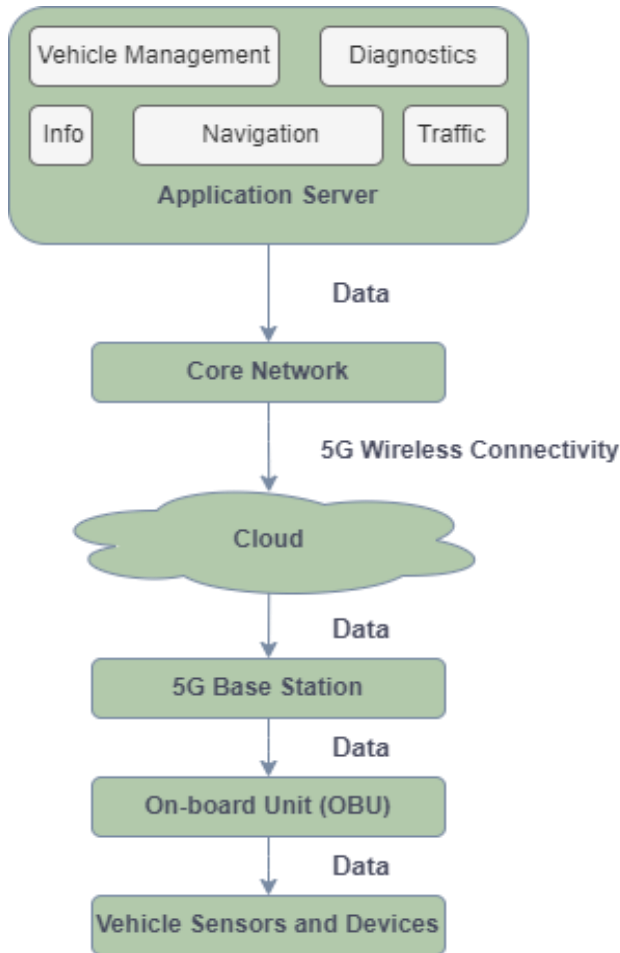 Vehicle Management
Diagnostics
Info
Navigation
Traffic
Application Server
Data
Core Network
5G Wireless Connectivity
Cloud
Data
5G Base Station
Data
On-board Unit (OBU)
Data
Vehicle Sensors and Devices